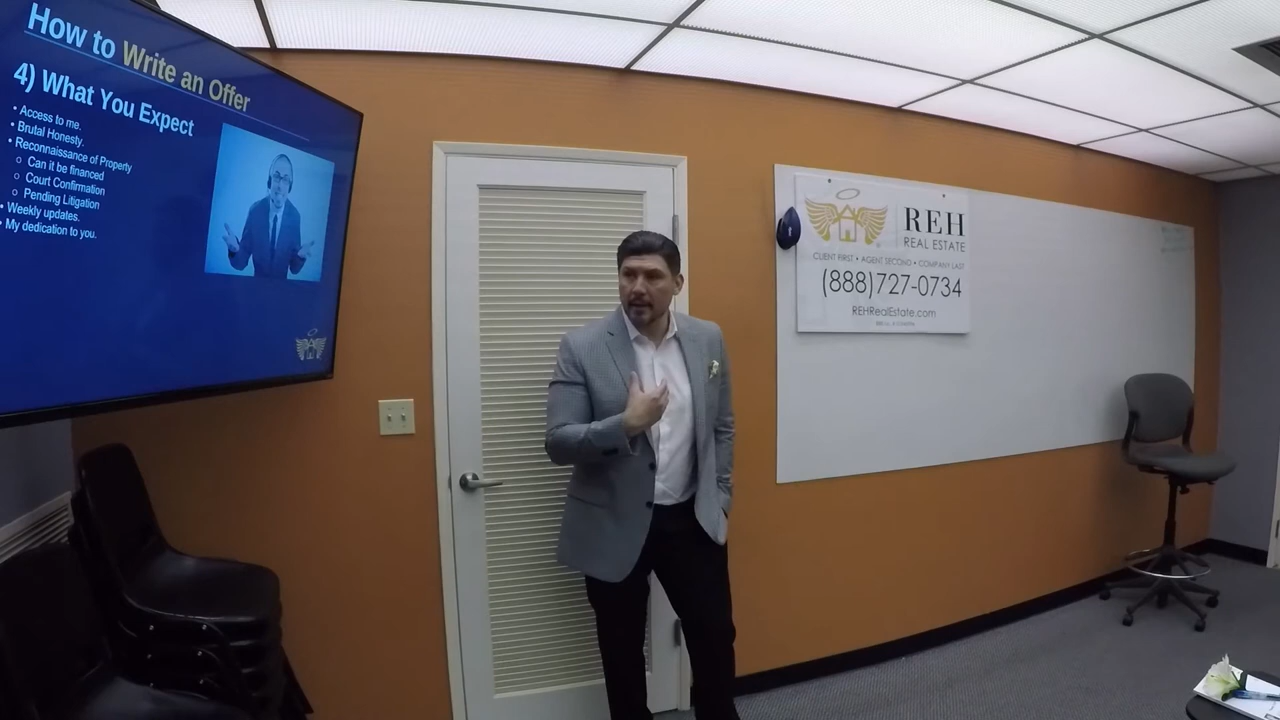 How to Write an Offer
4) What You Expect
• Access to me.
• Brutal Honesty.
• Reconnaissance of Property
○ Can it be financed
○ Court Confirmation
○ Pending Litigation
• Weekly updates.
• My dedication to you.
REH
REAL ESTATE
CLIENT FIRST • AGENT SECOND • COMPANY LAST
(888)727-0734
REHRealEstate.com